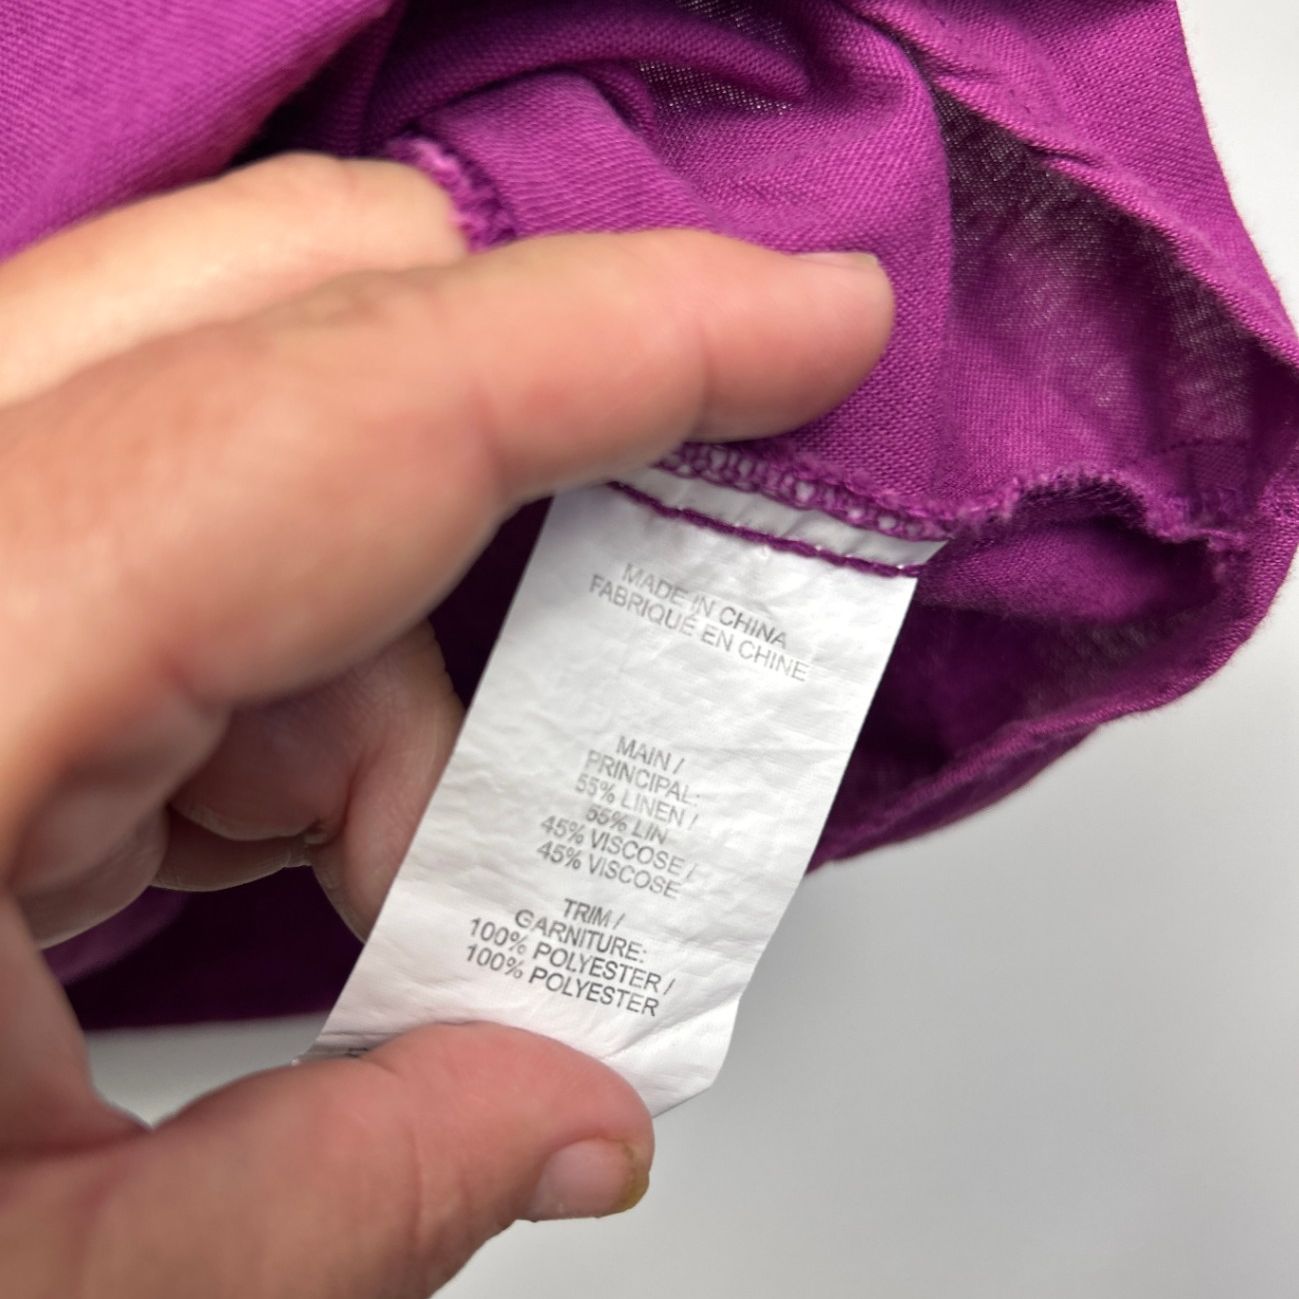 MADE IN CHINA
FABRIQUÉ EN CHINE
MAIN /
PRINCIPAL:
55% LINEN /
55% LIN
45% VISCOSE /
45% VISCOSE
TRIM /
GARNITURE:
100% POLYESTER /
100% POLYESTER